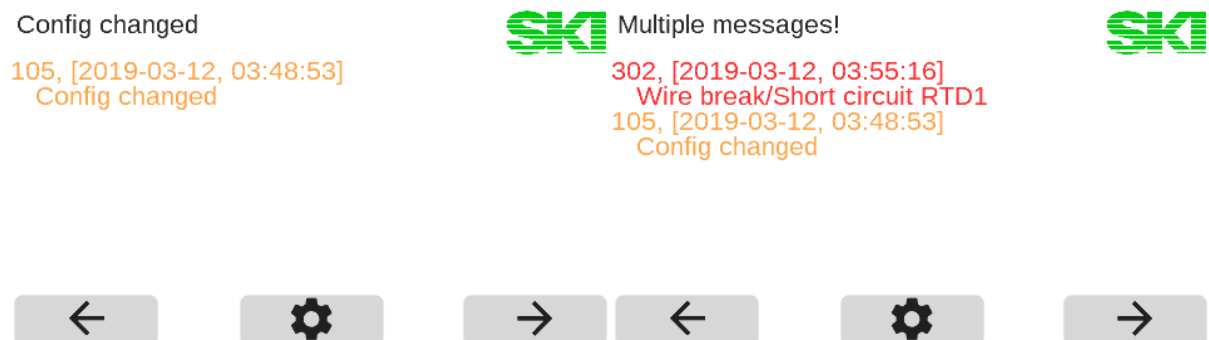 Config changed
SKI
105, [2019-03-12, 03:48:53]
Config changed
Multiple messages!
SKI
302, [2019-03-12, 03:55:16]
Wire break/Short circuit RTD1
105, [2019-03-12, 03:48:53]
Config changed